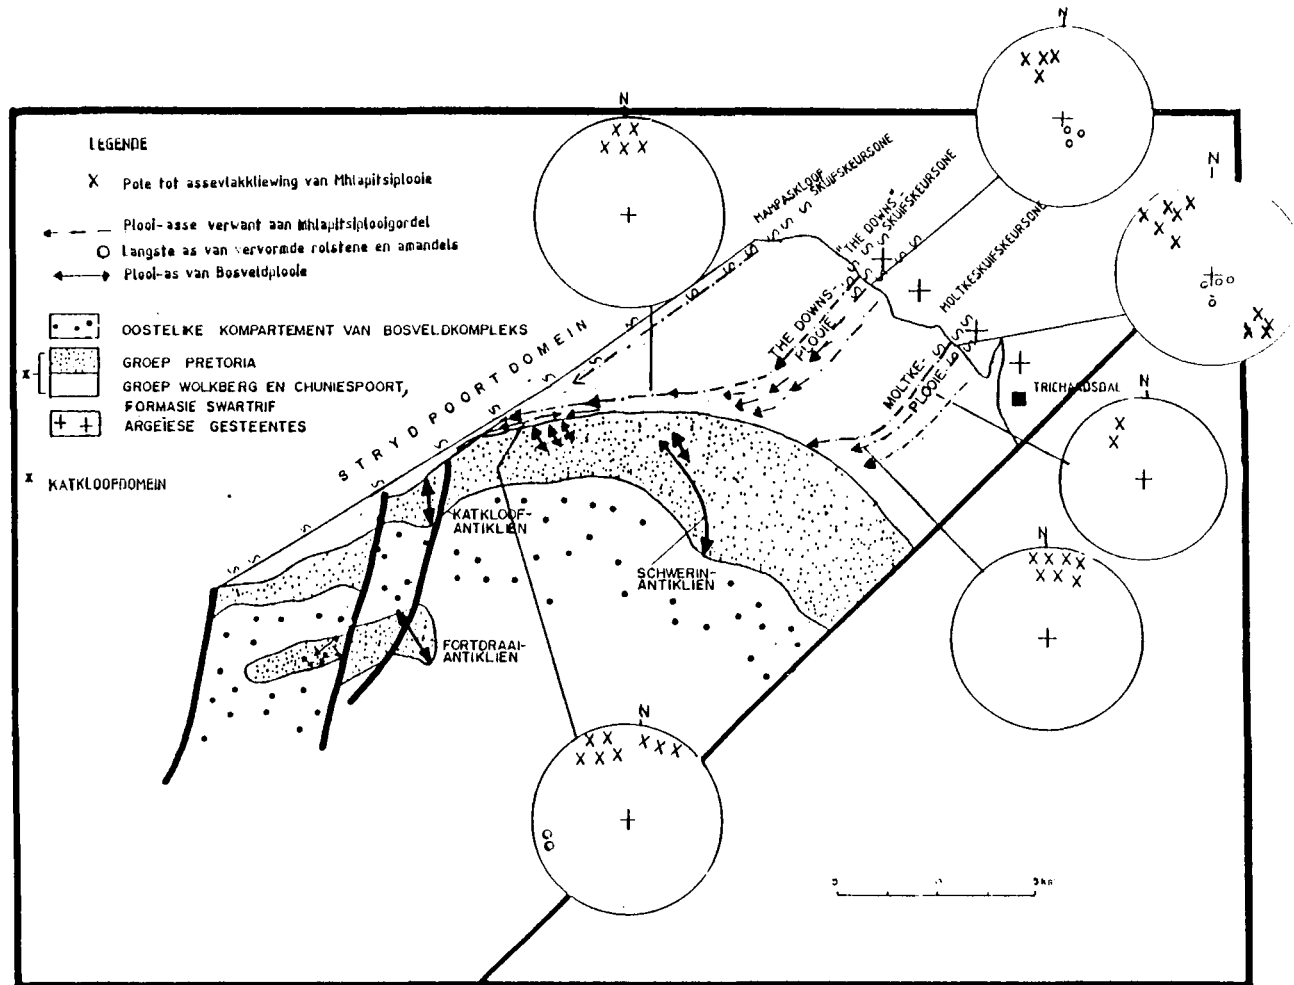 LEGENDE
X Pole tot assevlakkliewing van Mhlapitsiplooie
Plooi-asse verwant aan Mhlapitsiplooigordel
Langste as van vervormde rolstene en amandels
Plooi-as van Bosveldplooie
OOSTELIKE KOMPARTEMENT VAN BOSVELDKOMPLEKS
x GROEP PRETORIA
GROEP WOLKBERG EN CHUNIESPOORT,
FORMASIE SWARTRIF
ARGEIESE GESTEENTES
x KATKLOOFDOMEIN
N
N
N
N
N
N
MAMPASKLOOF
SKUIFSKEURSONE
"THE DOWNS"-
SKUIFSKEURSONE
MOLTKESKUIFSKEURSONE
THE DOWNS-
PLOOIE
MOLTKE-
PLOOIE
TRICHARDSDAL
STRYDPOORTDOMEIN
KATKLOOF-
ANTIKLIEN
SCHWERIN-
ANTIKLIEN
FORTDRAAI-
ANTIKLIEN